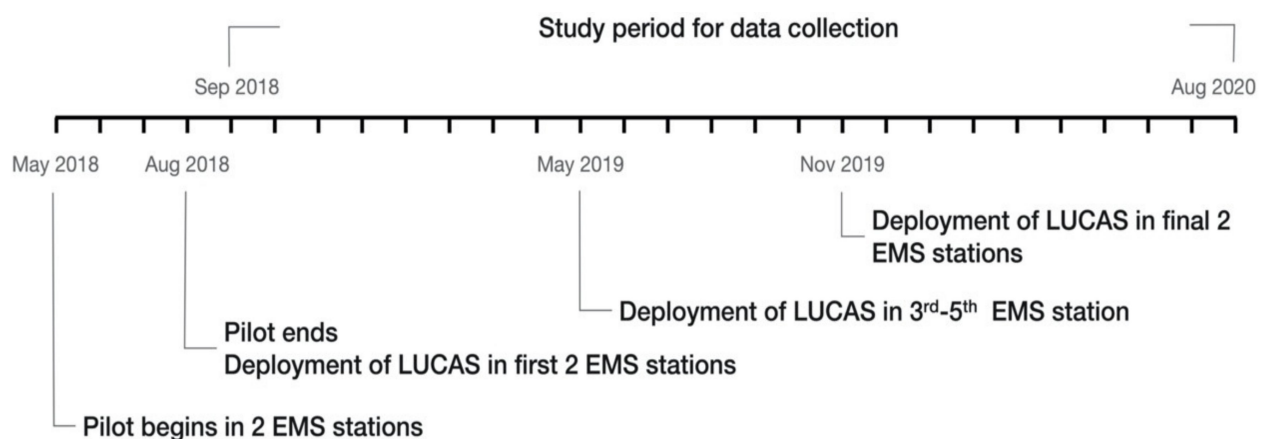 Study period for data collection
Sep 2018
Aug 2020
May 2018
Aug 2018
May 2019
Nov 2019
Deployment of LUCAS in final 2
EMS stations
Deployment of LUCAS in 3rd-5th EMS station
Pilot ends
Deployment of LUCAS in first 2 EMS stations
Pilot begins in 2 EMS stations